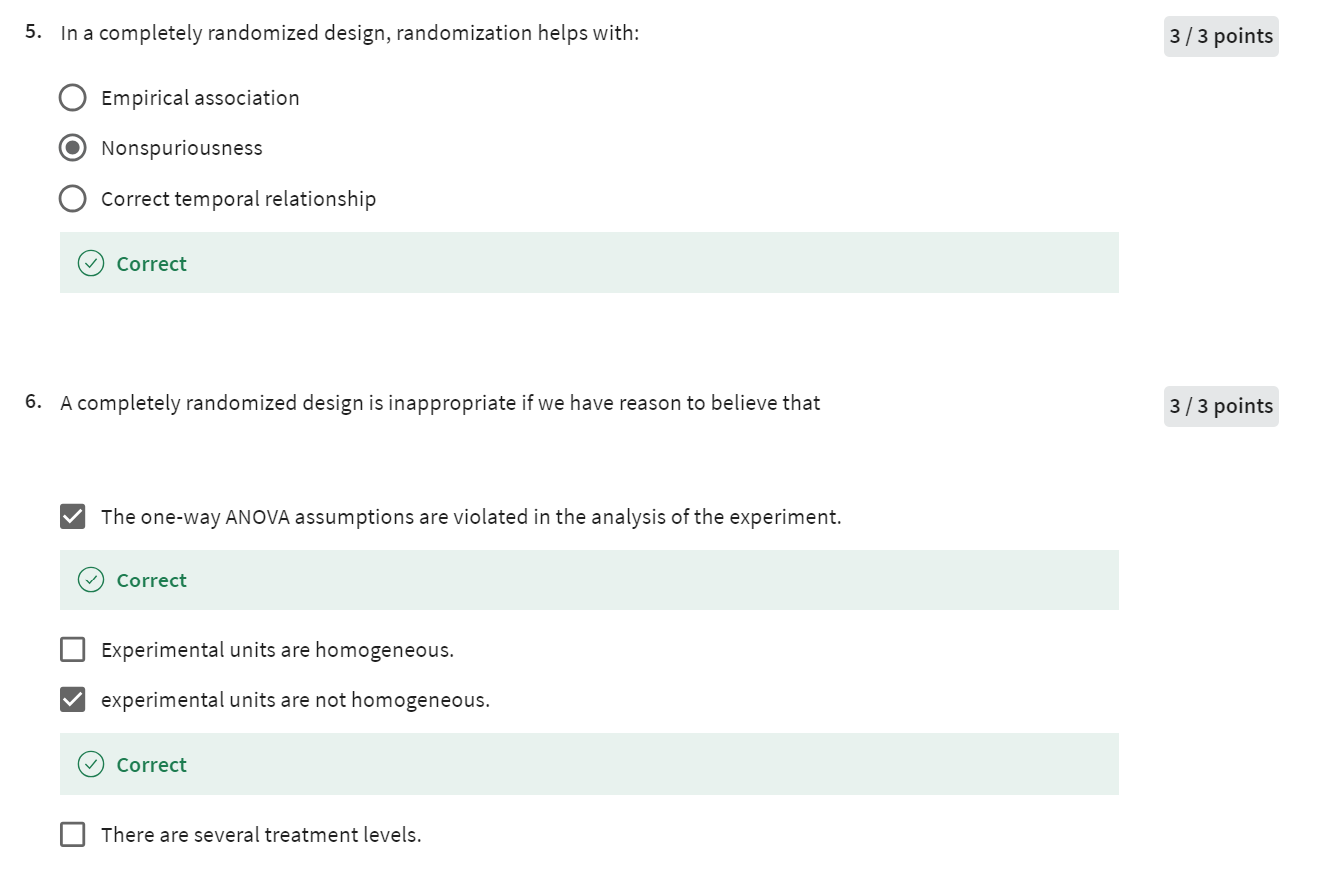 5. In a completely randomized design, randomization helps with:
3 / 3 points
Empirical association
Nonspuriousness
Correct temporal relationship
Correct
6. A completely randomized design is inappropriate if we have reason to believe that
3 / 3 points
The one-way ANOVA assumptions are violated in the analysis of the experiment.
Correct
Experimental units are homogeneous.
experimental units are not homogeneous.
Correct
There are several treatment levels.